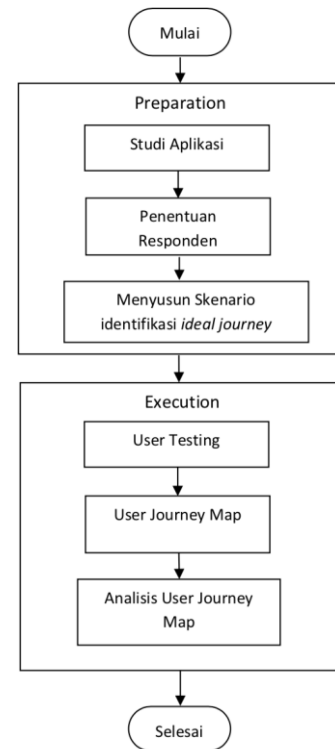 Mulai
Preparation
Studi Aplikasi
Penentuan
Responden
Menyusun Skenario
identifikasi ideal journey
Execution
User Testing
User Journey Map
Analisis User Journey
Map
Selesai